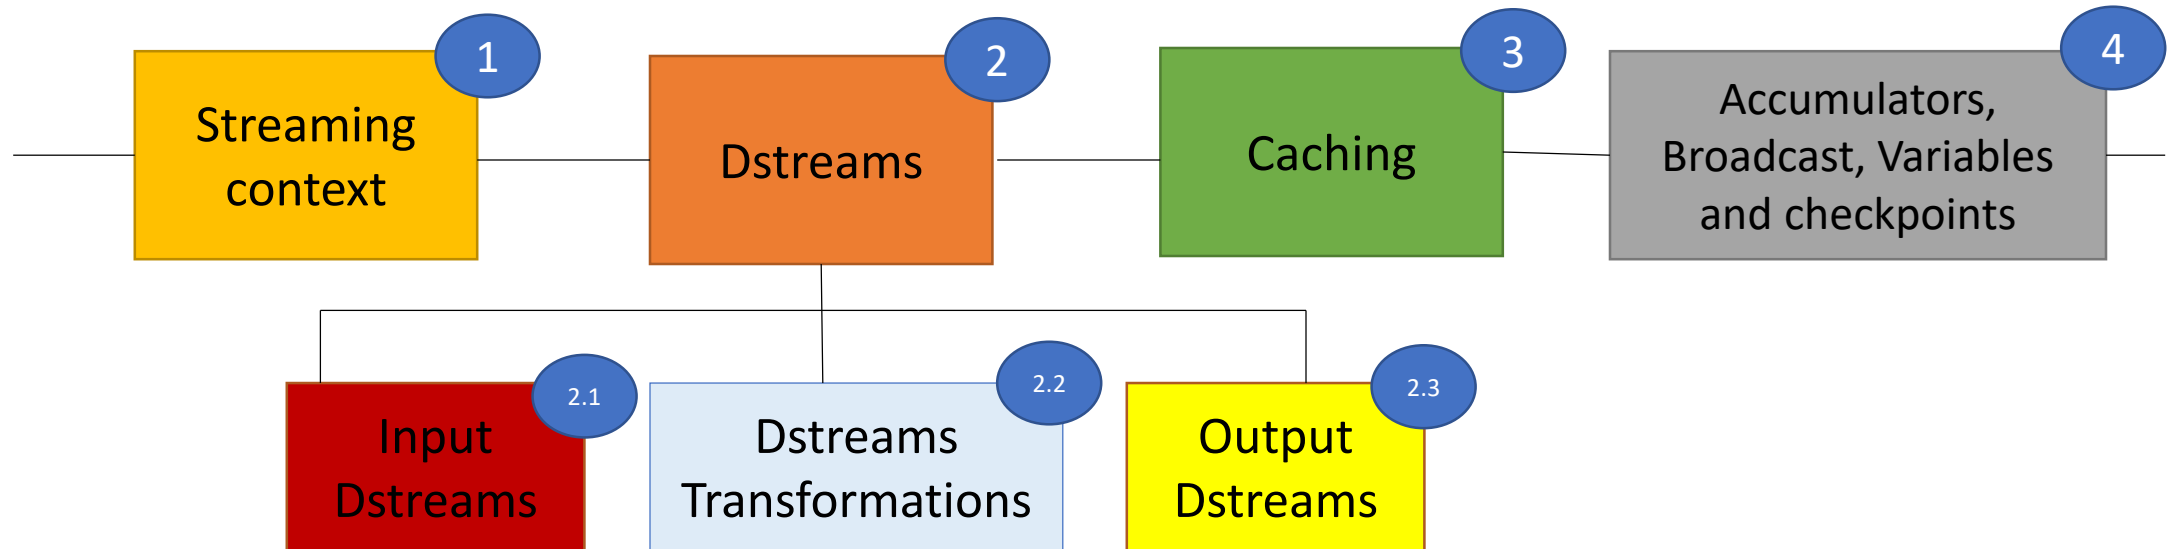 1
Streaming
context
2
Dstreams
3
Caching
4
Accumulators,
Broadcast, Variables
and checkpoints
2.1
Input
Dstreams
2.2
Dstreams
Transformations
2.3
Output
Dstreams